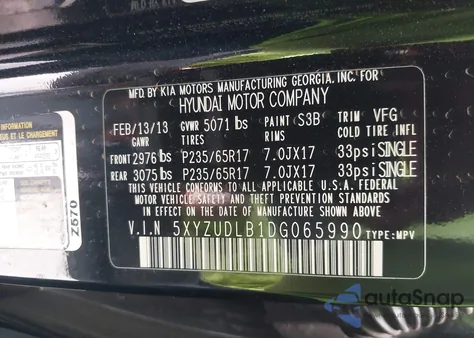 MFD BY KIA MOTORS MANUFACTURING GEORGIA, INC. FOR
HYUNDAI MOTOR COMPANY
FEB/13/13 GVWR 5071 lbs PAINT S3B TRIM VFG
GAWR TIRES RIMS COLD TIRE INFL
FRONT 2976 lbs P235/65R17 7.0JX17 33psi SINGLE
REAR 3075 lbs P235/65R17 7.0JX17 33psi SINGLE
THIS VEHICLE CONFORMS TO ALL APPLICABLE U.S.A. FEDERAL
MOTOR VEHICLE SAFETY AND THEFT PREVENTION STANDARDS
IN EFFECT ON THE DATE OF MANUFACTURE SHOWN ABOVE.
V.I.N 5XYZUDLB1DG065990 TYPE:MPV
Z670
autoSnap